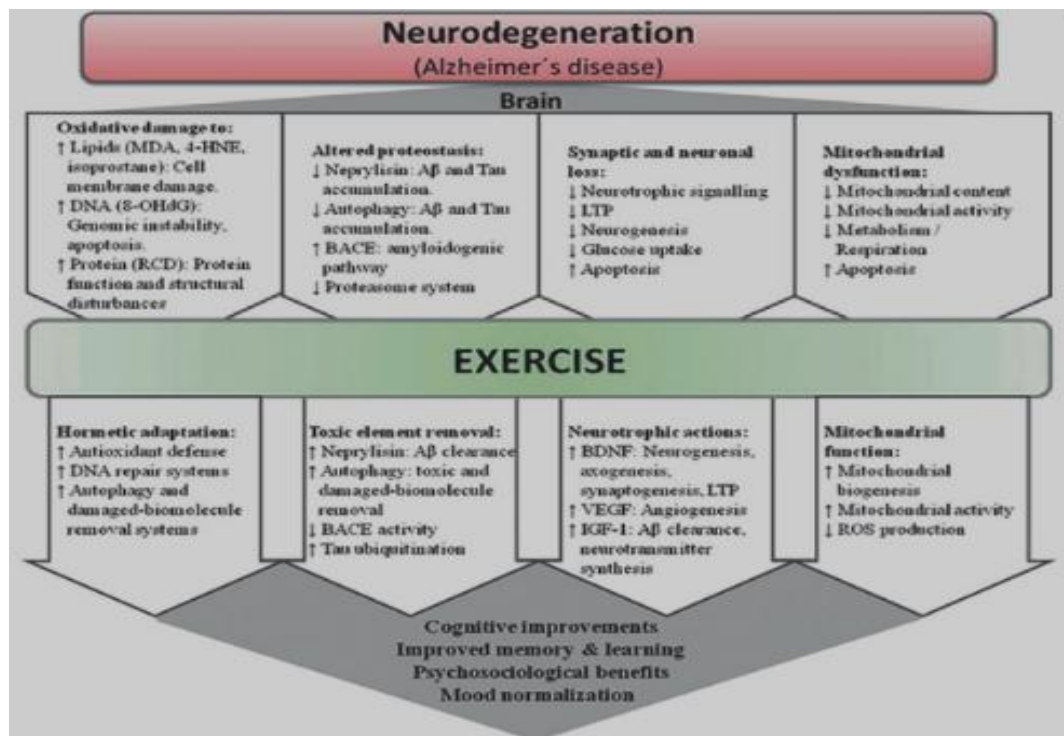 Neurodegeneration
(Alzheimer´s disease)
Brain
Oxidative damage to:
↑ Lipids (MDA, 4-HNE,
isoprostane): Cell
membrane damage.
↑ DNA (8-OHdG):
Genomic instability,
apoptosis.
↑ Protein (RCD): Protein
function and structural
disturbances
Altered proteostasis:
↓ Neprylisin: Aβ and Tau
accumulation.
↓ Autophagy: Aβ and Tau
accumulation.
↑ BACE: amyloidogenic
pathway
↓ Proteasome system
Synaptic and neuronal
loss:
↓ Neurotrophic signalling
↓ LTP
↓ Neurogenesis
↓ Glucose uptake
↑ Apoptosis
Mitochondrial
dysfunction:
↓ Mitochondrial content
↓ Mitochondrial activity
↓ Metabolism /
Respiration
↑ Apoptosis
EXERCISE
Hormetic adaptation:
↑ Antioxidant defense
↑ DNA repair systems
↑ Autophagy and
damaged-biomolecule
removal systems
Toxic element removal:
↑ Neprylisin: Aβ clearance
↑ Autophagy: toxic and
damaged-biomolecule
removal
↓ BACE activity
↑ Tau ubiquitination
Neurotrophic actions:
↑ BDNF: Neurogenesis,
axogenesis,
synaptogenesis, LTP
↑ VEGF: Angiogenesis
↑ IGF-1: Aβ clearance,
neurotransmitter
synthesis
Mitochondrial
function:
↑ Mitochondrial
biogenesis
↑ Mitochondrial activity
↓ ROS production
Cognitive improvements
Improved memory & learning
Psychosociological benefits
Mood normalization